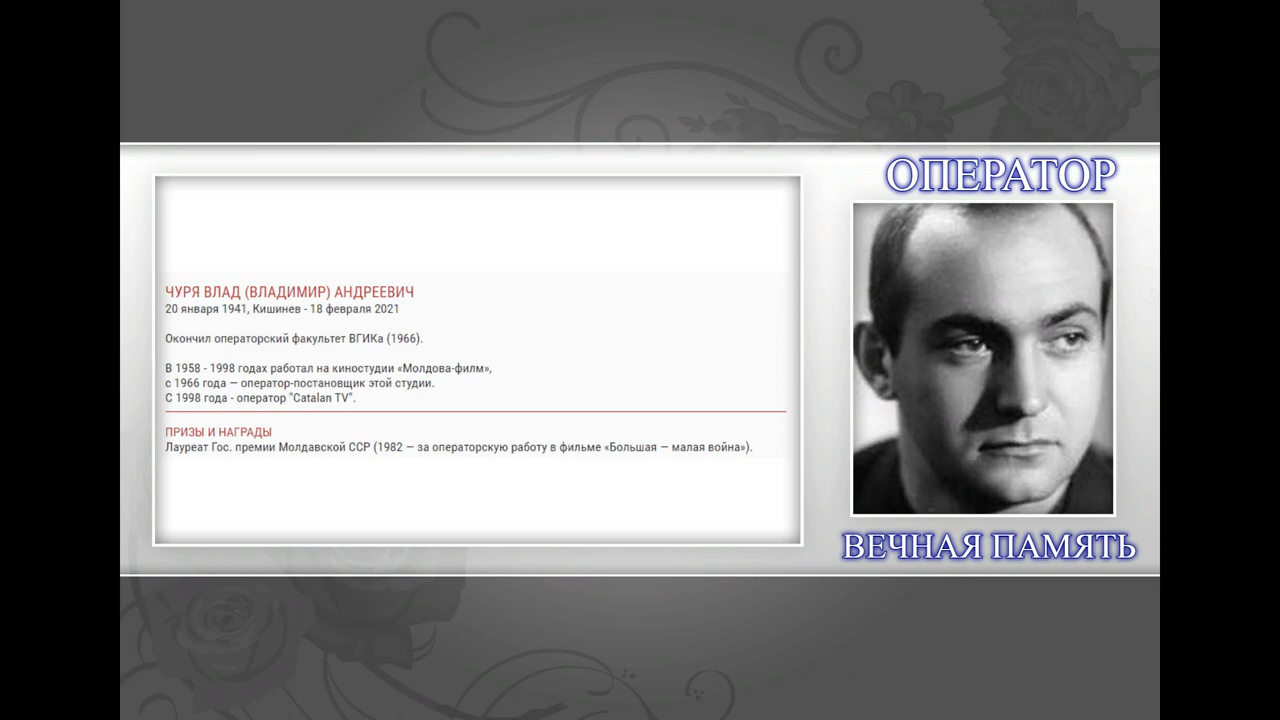 ОПЕРАТОР
ЧУРЯ ВЛАД (ВЛАДИМИР) АНДРЕЕВИЧ
20 января 1941, Кишинев - 18 февраля 2021
Окончил операторский факультет ВГИКа (1966).
В 1958 - 1998 годах работал на киностудии «Молдова-филм»,
с 1966 года — оператор-постановщик этой студии.
С 1998 года - оператор "Catalan TV".
ПРИЗЫ И НАГРАДЫ
Лауреат Гос. премии Молдавской ССР (1982 — за операторскую работу в фильме «Большая — малая война»).
ВЕЧНАЯ ПАМЯТЬ